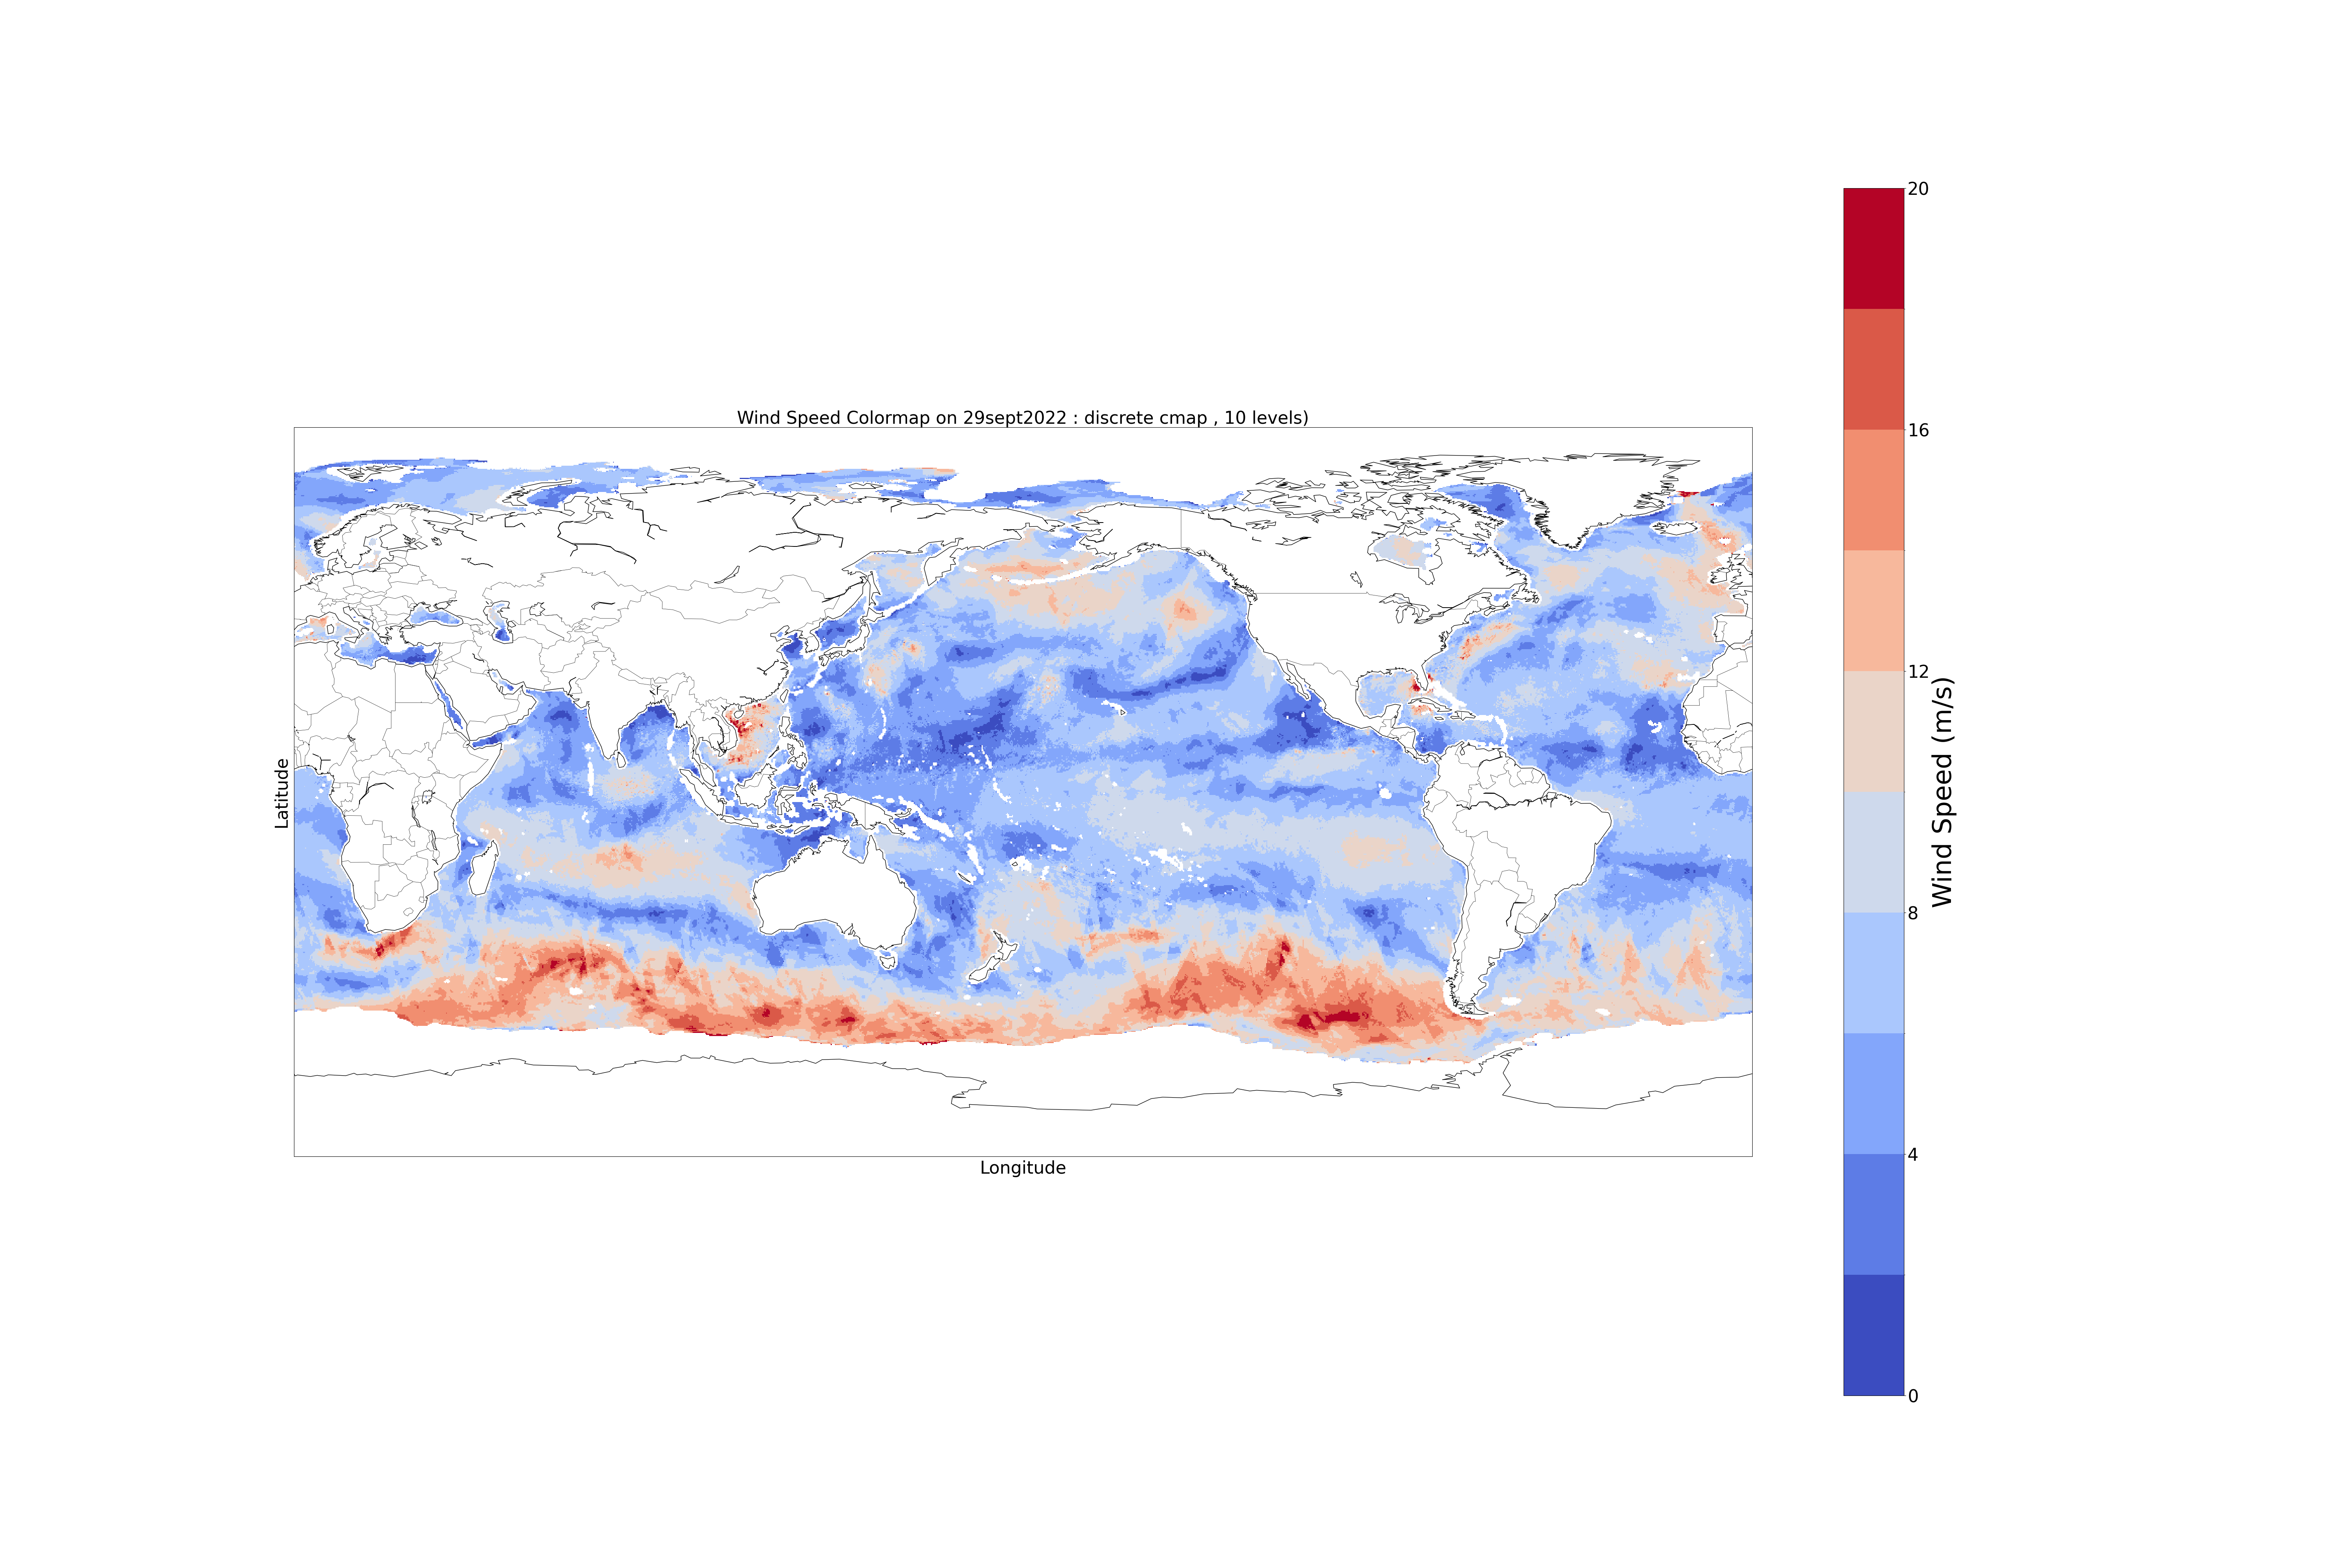 Wind Speed Colormap on 29sept2022 : discrete cmap , 10 levels)
Latitude
Longitude
20
16
12
8
4
0
Wind Speed (m/s)